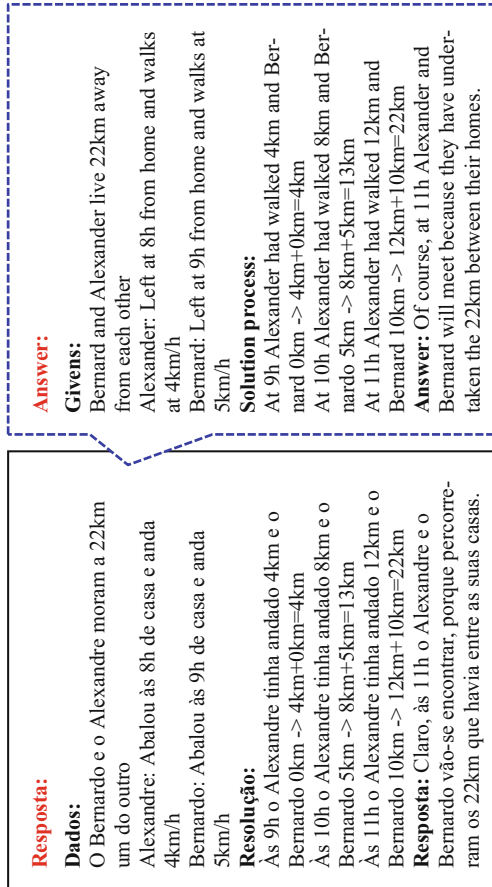 Resposta:
Dados:
O Bernardo e o Alexandre moram a 22km
um do outro
Alexandre: Abalou às 8h de casa e anda
4km/h
Bernardo: Abalou às 9h de casa e anda
5km/h
Resolução:
Às 9h o Alexandre tinha andado 4km e o
Bernardo 0km -> 4km+0km=4km
Às 10h o Alexandre tinha andado 8km e o
Bernardo 5km -> 8km+5km=13km
Às 11h o Alexandre tinha andado 12km e o
Bernardo 10km -> 12km+10km=22km
Resposta: Claro, às 11h o Alexandre e o
Bernardo vão-se encontrar, porque percorre-
ram os 22km que havia entre as suas casas.
Answer:
Givens:
Bernard and Alexander live 22km away
from each other
Alexander: Left at 8h from home and walks
at 4km/h
Bernard: Left at 9h from home and walks at
5km/h
Solution process:
At 9h Alexander had walked 4km and Ber-
nard 0km -> 4km+0km=4km
At 10h Alexander had walked 8km and Ber-
nardo 5km -> 8km+5km=13km
At 11h Alexander had walked 12km and
Bernard 10km -> 12km+10km=22km
Answer: Of course, at 11h Alexander and
Bernard will meet because they have under-
taken the 22km between their homes.